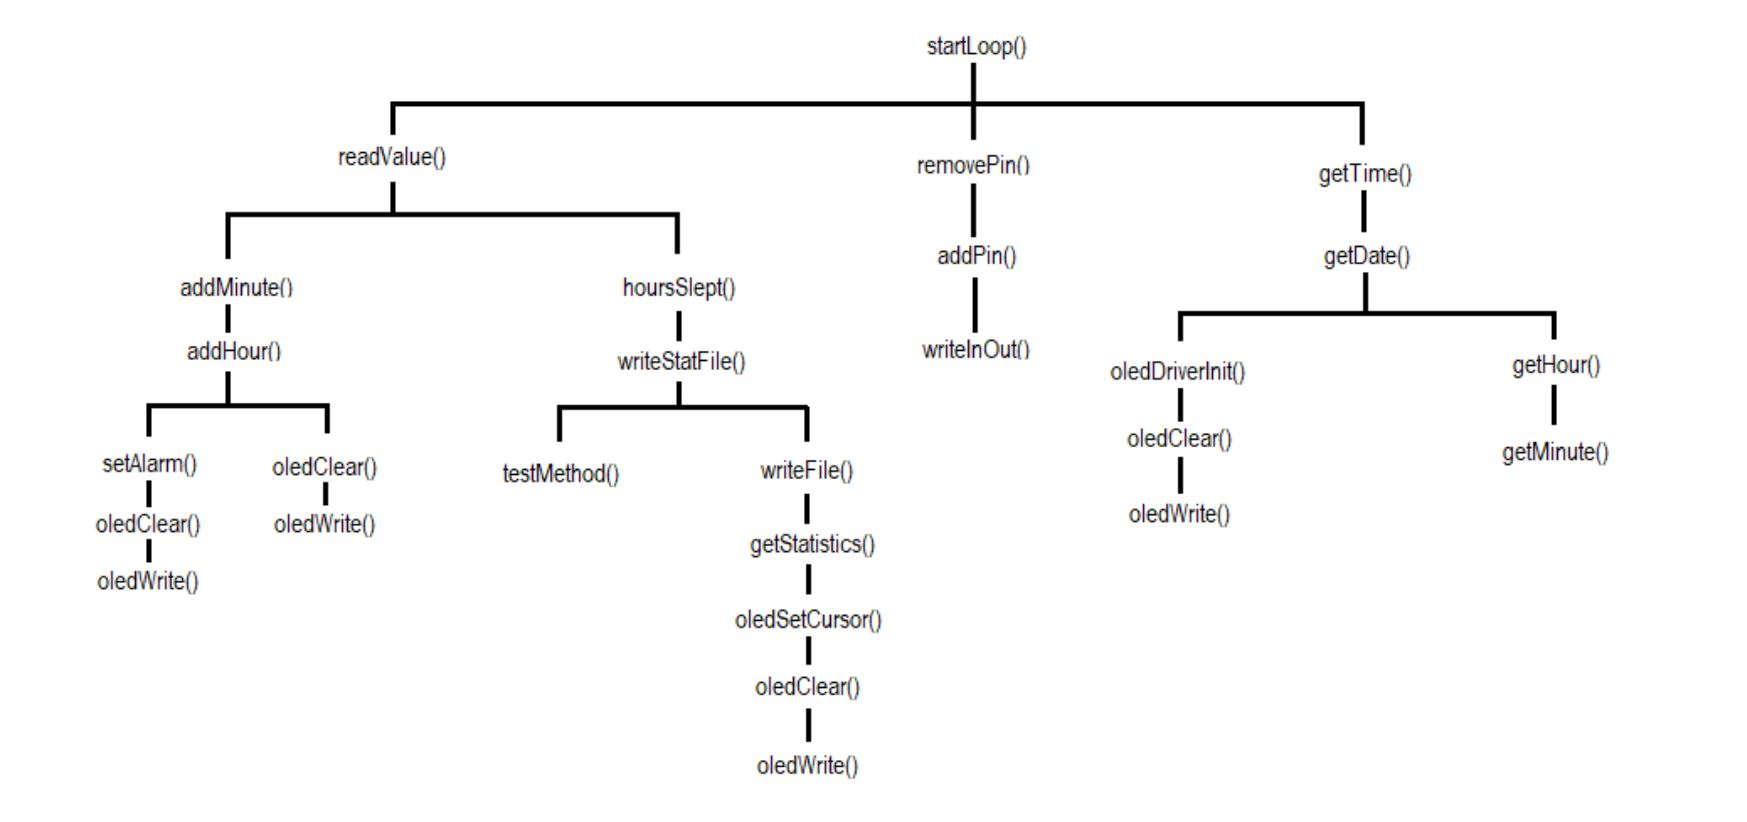 startLoop()
readValue()
removePin()
getTime()
addMinute()
hoursSlept()
addPin()
getDate()
addHour()
writeStatFile()
writeInOut()
oledDriverInit()
getHour()
setAlarm()
oledClear()
testMethod()
writeFile()
oledClear()
getMinute()
oledClear()
oledWrite()
getStatistics()
oledWrite()
oledWrite()
oledSetCursor()
oledClear()
oledWrite()